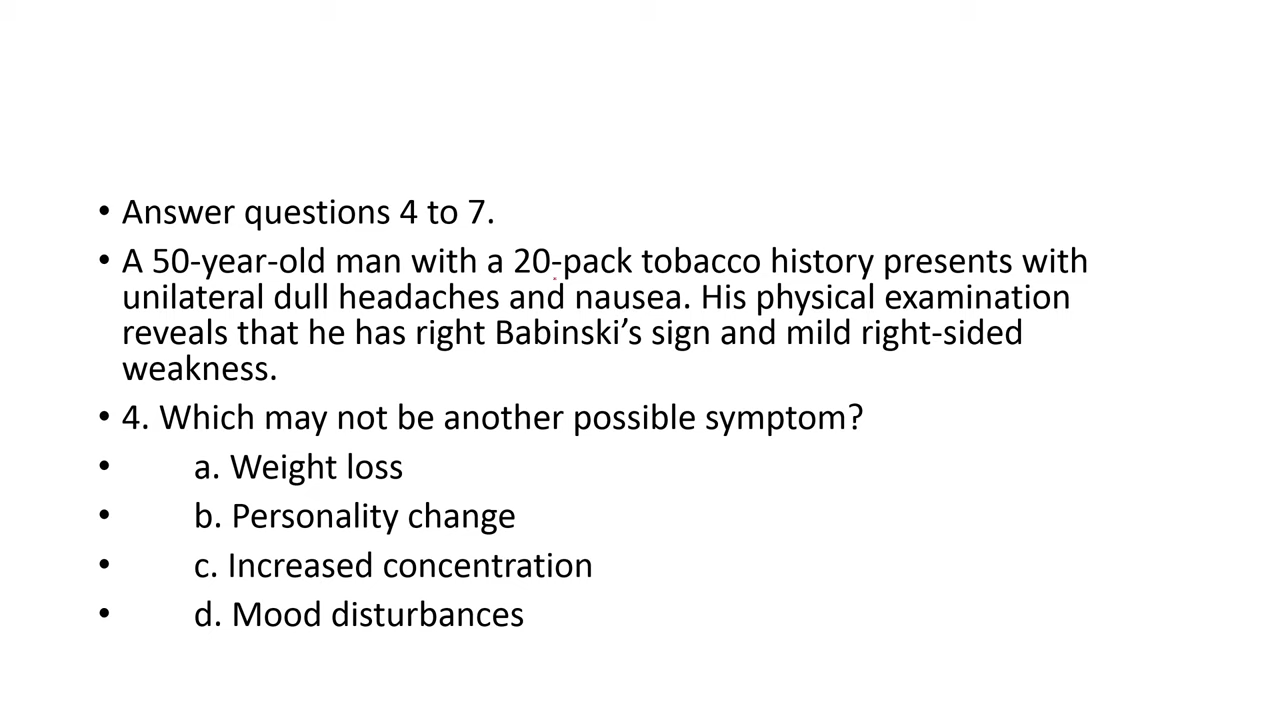 • Answer questions 4 to 7.
• A 50-year-old man with a 20-pack tobacco history presents with
unilateral dull headaches and nausea. His physical examination
reveals that he has right Babinski’s sign and mild right-sided
weakness.
• 4. Which may not be another possible symptom?
• a. Weight loss
• b. Personality change
• c. Increased concentration
• d. Mood disturbances